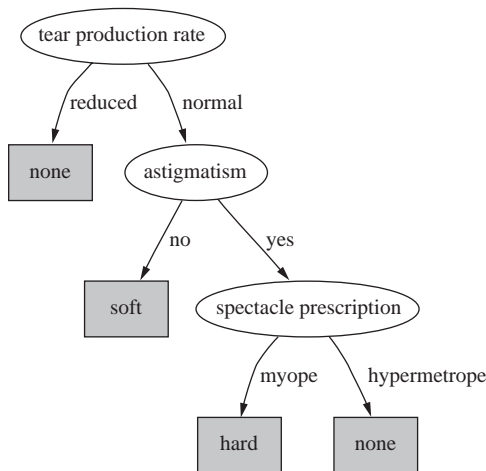 tear production rate
reduced
normal
none
astigmatism
no
yes
soft
spectacle prescription
myope
hypermetrope
hard
none